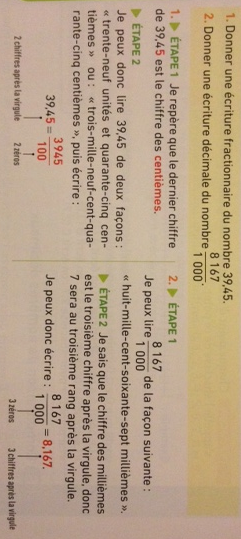 1. Donner une écriture fractionnaire du nombre 39,45.
2. Donner une écriture décimale du nombre 8 167 / 1 000.
1. ▶ ÉTAPE 1 Je repère que le dernier chiffre
de 39,45 est le chiffre des centièmes.
▶ ÉTAPE 2
Je peux donc lire 39,45 de deux façons :
« trente-neuf unités et quarante-cinq cen-
tièmes » ou : « trois-mille-neuf-cent-qua-
rante-cinq centièmes », puis écrire :
39,45 = 3 945 / 100
2 chiffres après la virgule 2 zéros
2. ▶ ÉTAPE 1
Je peux lire 8 167 / 1 000 de la façon suivante :
« huit-mille-cent-soixante-sept millièmes ».
▶ ÉTAPE 2 Je sais que le chiffre des millièmes
est le troisième chiffre après la virgule, donc
7 sera au troisième rang après la virgule.
Je peux donc écrire : 8 167 / 1 000 = 8,167.
3 zéros 3 chiffres après la virgule